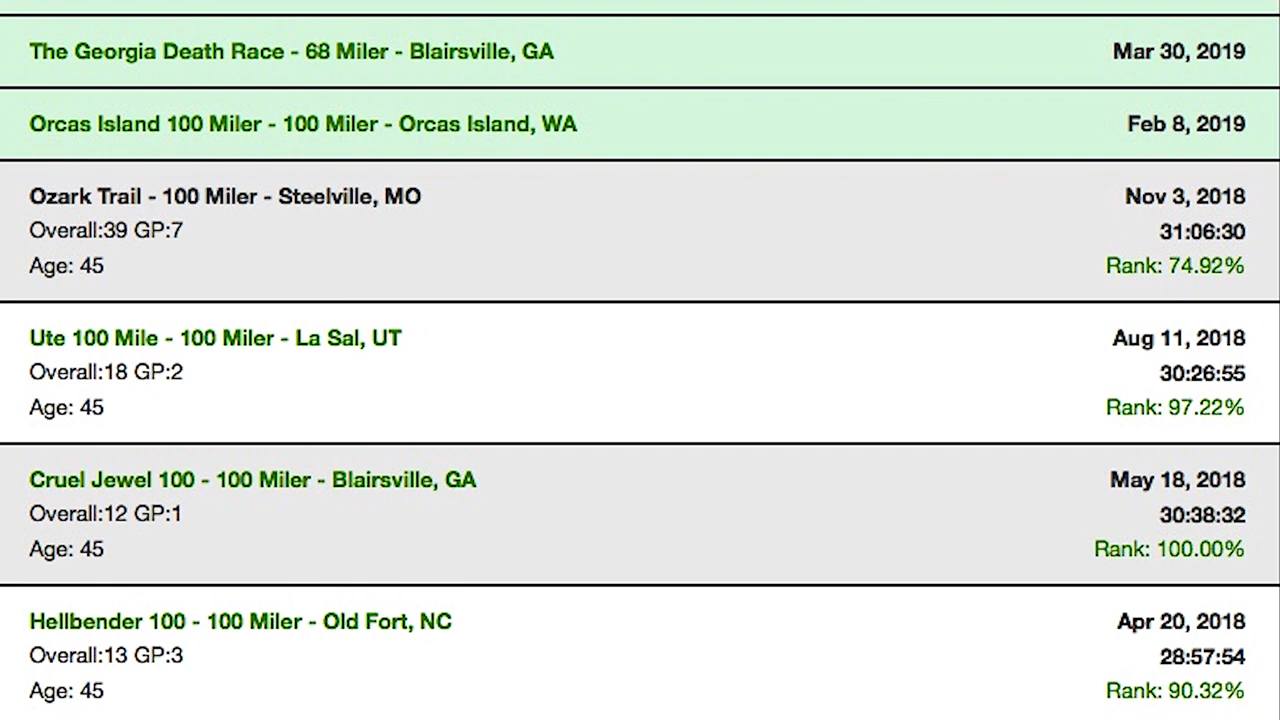 The Georgia Death Race - 68 Miler - Blairsville, GA Mar 30, 2019
Orcas Island 100 Miler - 100 Miler - Orcas Island, WA Feb 8, 2019
Ozark Trail - 100 Miler - Steelville, MO Nov 3, 2018
Overall:39 GP:7 31:06:30
Age: 45 Rank: 74.92%
Ute 100 Mile - 100 Miler - La Sal, UT Aug 11, 2018
Overall:18 GP:2 30:26:55
Age: 45 Rank: 97.22%
Cruel Jewel 100 - 100 Miler - Blairsville, GA May 18, 2018
Overall:12 GP:1 30:38:32
Age: 45 Rank: 100.00%
Hellbender 100 - 100 Miler - Old Fort, NC Apr 20, 2018
Overall:13 GP:3 28:57:54
Age: 45 Rank: 90.32%